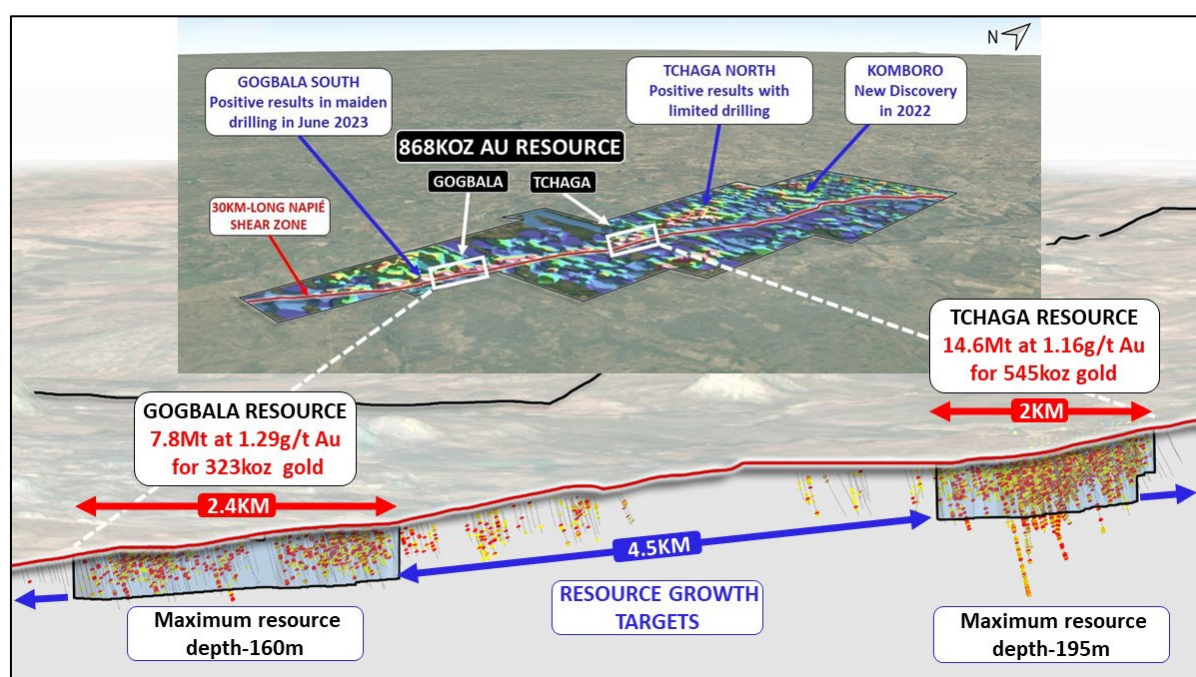 N
GOGBALA SOUTH
Positive results in maiden
drilling in June 2023
TCHAGA NORTH
Positive results with
limited drilling
KOMBORO
New Discovery
in 2022
868KOZ AU RESOURCE
GOGBALA
TCHAGA
30KM-LONG NAPIÉ
SHEAR ZONE
TCHAGA RESOURCE
14.6Mt at 1.16g/t Au
for 545koz gold
2KM
GOGBALA RESOURCE
7.8Mt at 1.29g/t Au
for 323koz gold
2.4KM
4.5KM
RESOURCE GROWTH
TARGETS
Maximum resource
depth-160m
Maximum resource
depth-195m